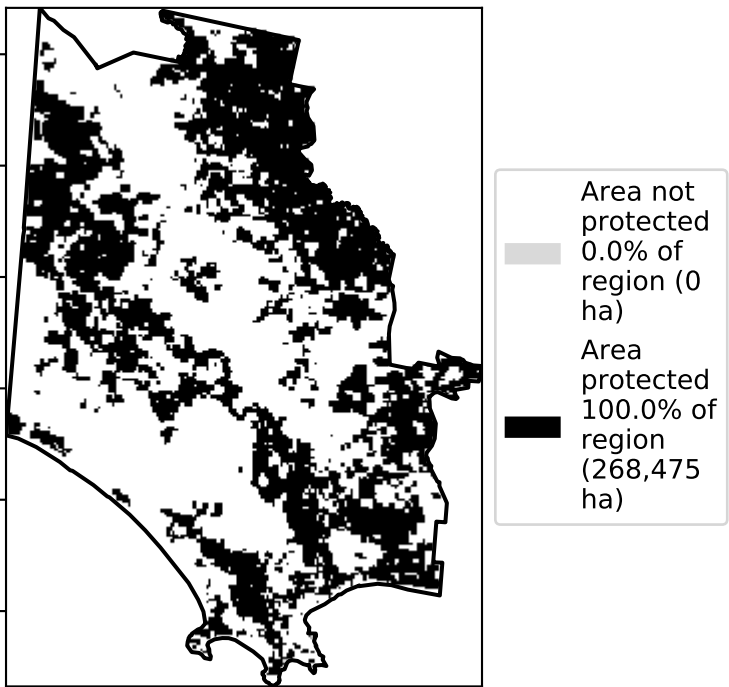 Area not
protected
0.0% of
region (0
ha)
Area
protected
100.0% of
region
(268,475
ha)